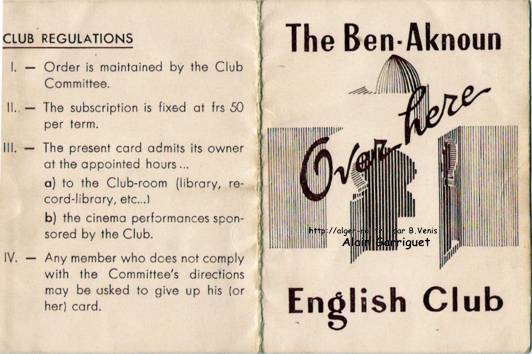 CLUB REGULATIONS
I. — Order is maintained by the Club
Committee.
II. — The subscription is fixed at frs 50
per term.
III. — The present card admits its owner
at the appointed hours ...
a) to the Club-room (library, re-
cord-library, etc...)
b) the cinema performances spon-
sored by the Club.
IV. — Any member who does not comply
with the Committee's directions
may be asked to give up his (or
her) card.
The Ben-Aknoun
Over here
par B.Venis
Alain Garriguet
English Club